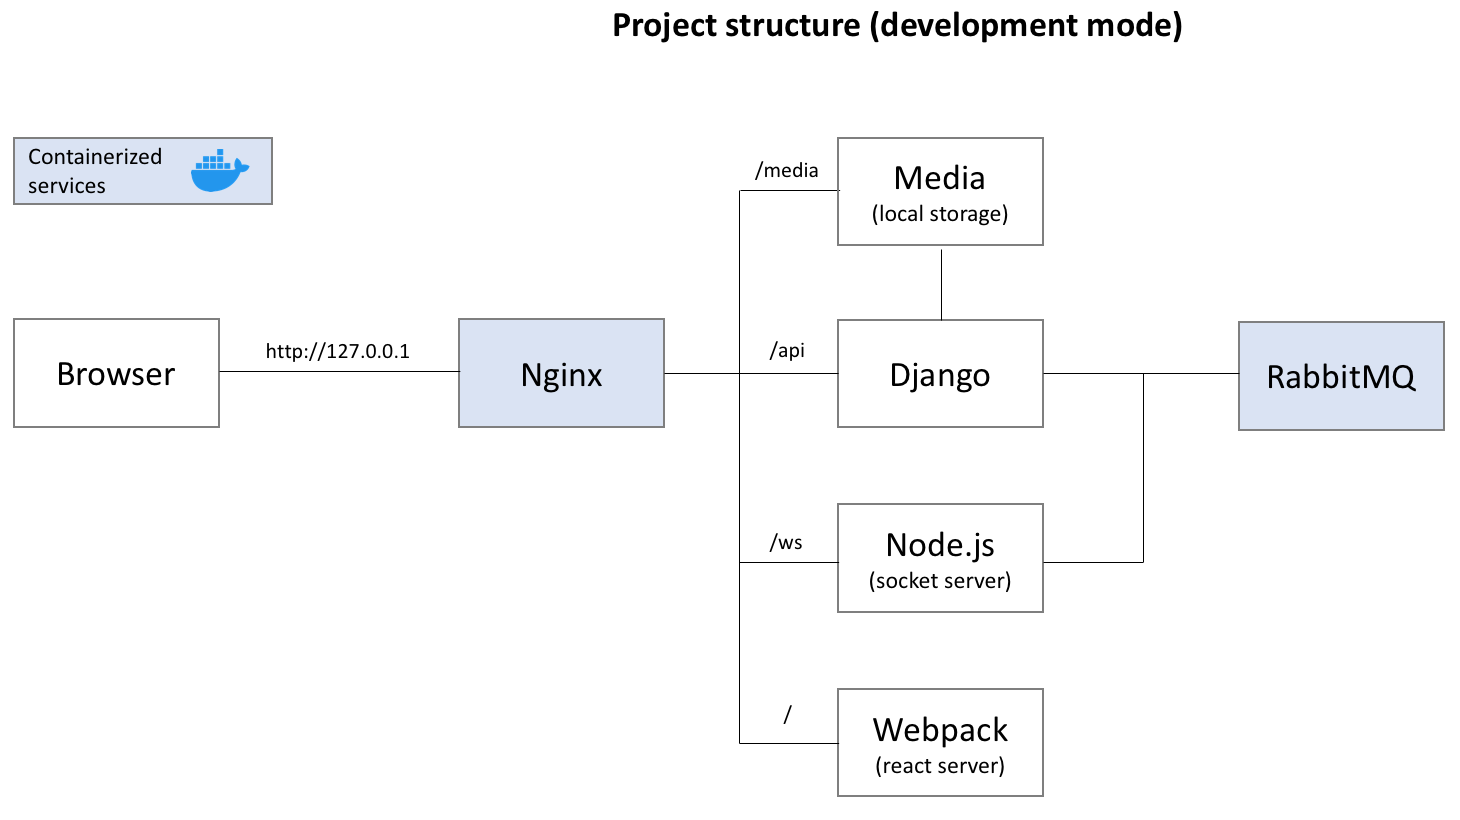 Project structure (development mode)
Containerized
services
/media
Media
(local storage)
Browser
http://127.0.0.1
Nginx
/api
Django
RabbitMQ
/ws
Node.js
(socket server)
/
Webpack
(react server)